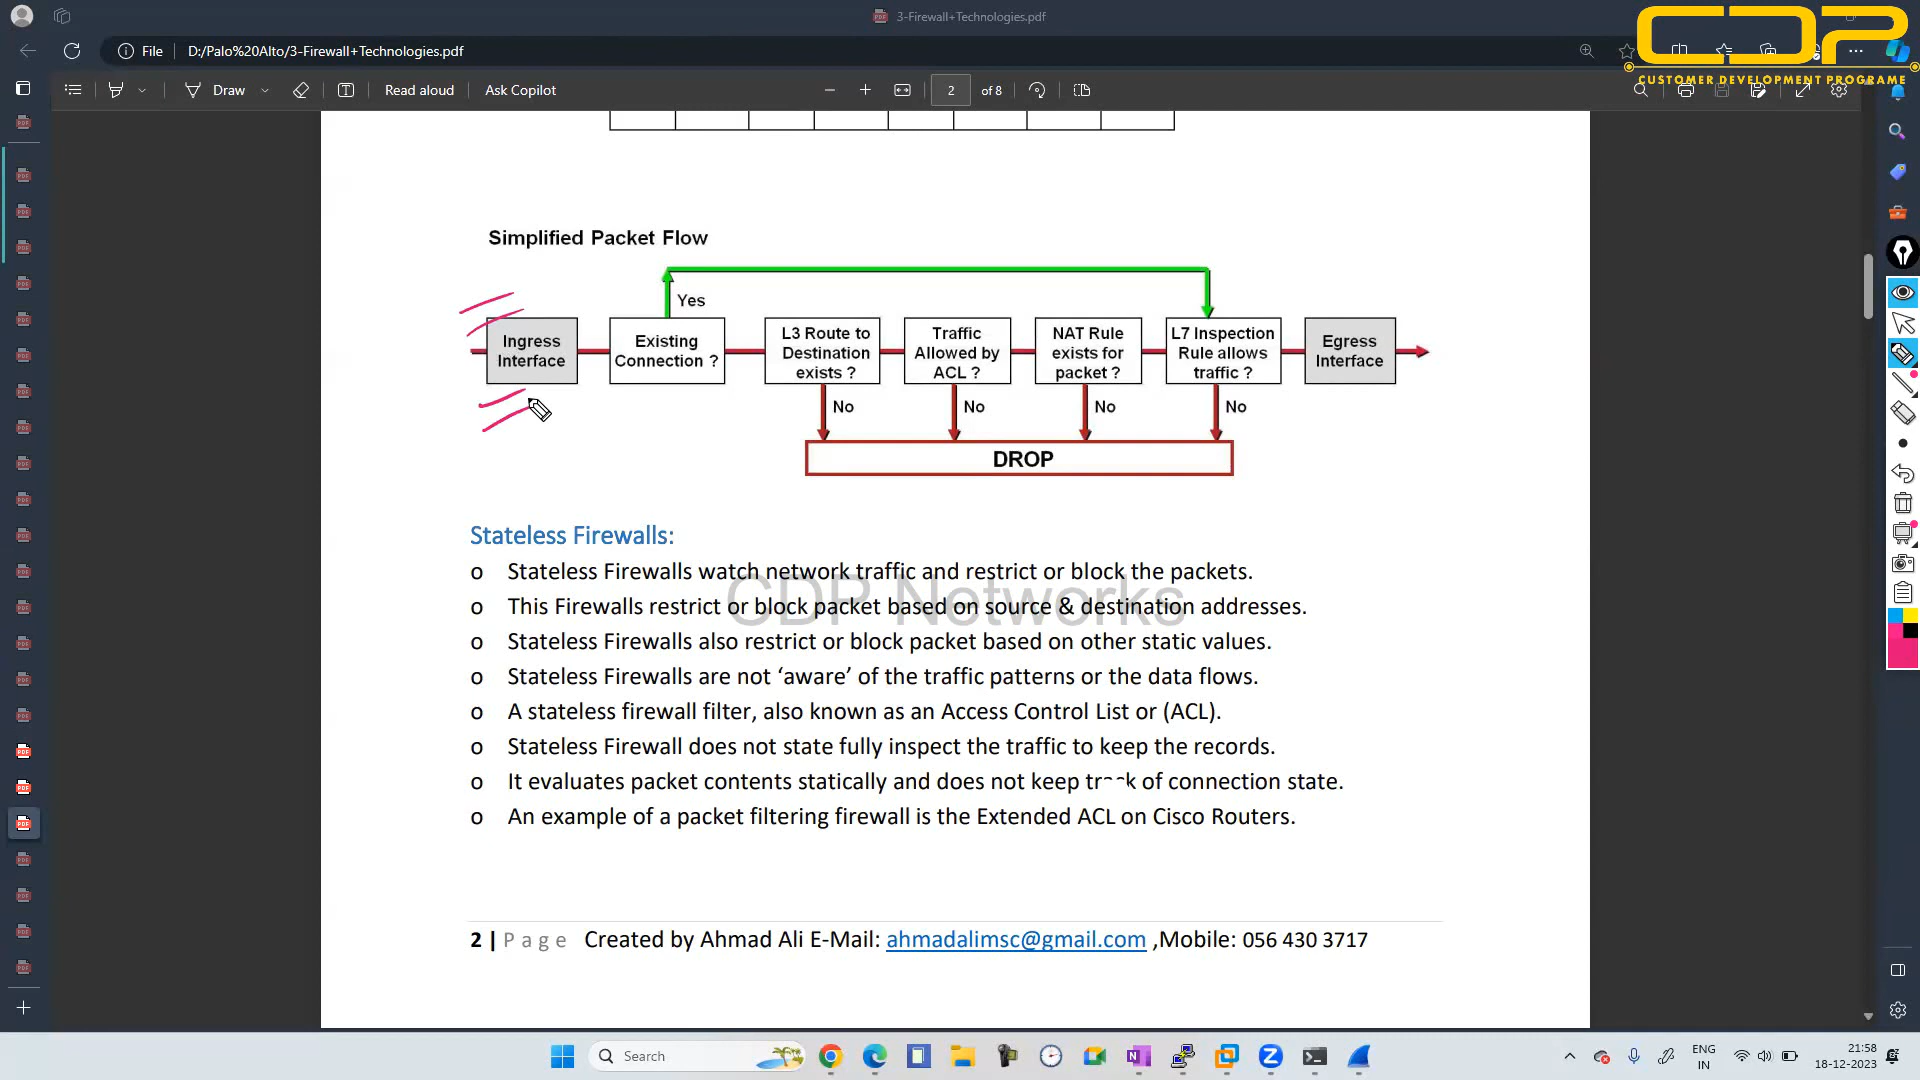 3-Firewall+Technologies.pdf
File D:/Palo%20Alto/3-Firewall+Technologies.pdf
CDP
CUSTOMER DEVELOPMENT PROGRAME
Draw Read aloud Ask Copilot 2 of 8
Simplified Packet Flow
Yes
Ingress Interface
Existing Connection ?
L3 Route to Destination exists ?
Traffic Allowed by ACL ?
NAT Rule exists for packet ?
L7 Inspection Rule allows traffic ?
Egress Interface
No No No No
DROP
Stateless Firewalls:
o Stateless Firewalls watch network traffic and restrict or block the packets.
o This Firewalls restrict or block packet based on source & destination addresses.
o Stateless Firewalls also restrict or block packet based on other static values.
o Stateless Firewalls are not ‘aware’ of the traffic patterns or the data flows.
o A stateless firewall filter, also known as an Access Control List or (ACL).
o Stateless Firewall does not state fully inspect the traffic to keep the records.
o It evaluates packet contents statically and does not keep track of connection state.
o An example of a packet filtering firewall is the Extended ACL on Cisco Routers.
CDP Networks
2 | Page Created by Ahmad Ali E-Mail: ahmadalimsc@gmail.com ,Mobile: 056 430 3717
Search
ENG
IN
21:58
18-12-2023